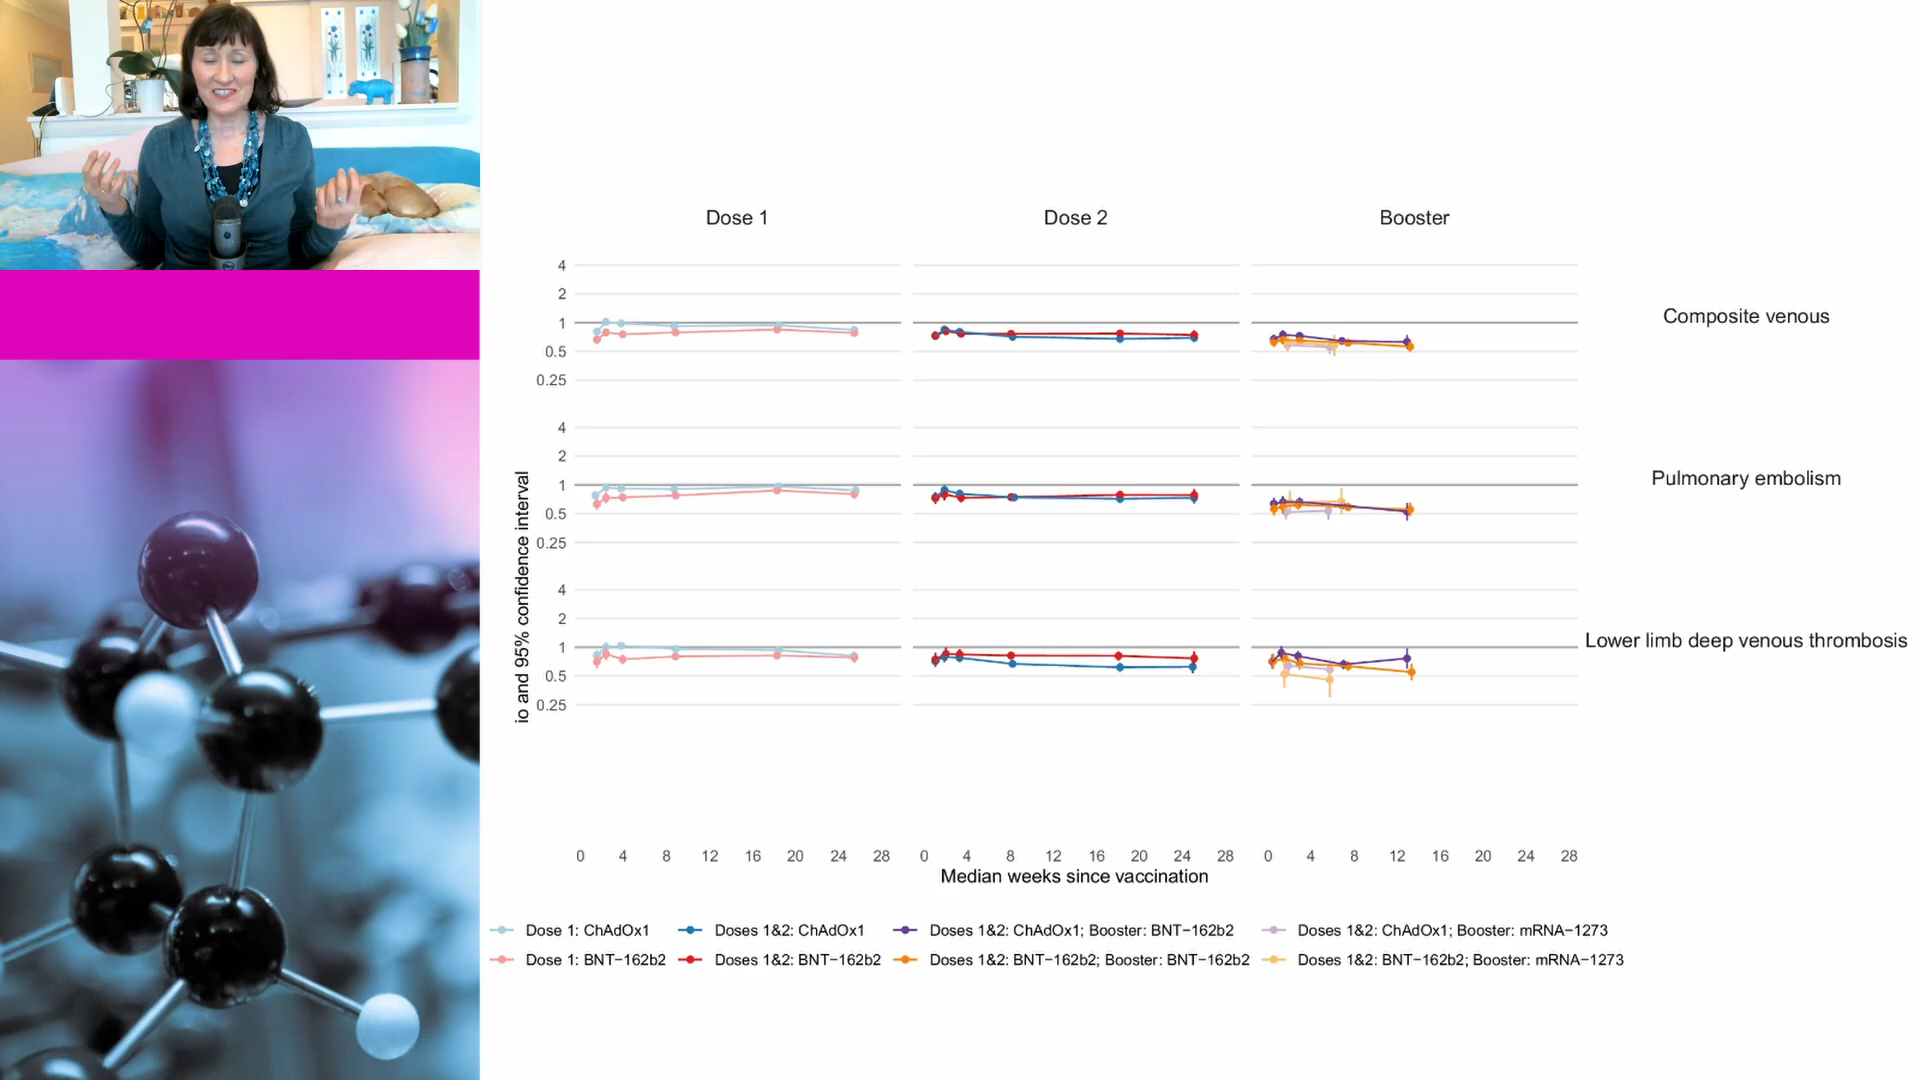 Dose 1 Dose 2 Booster
4
2
1
0.5
0.25
Composite venous
4
2
1
0.5
0.25
Pulmonary embolism
4
2
1
0.5
0.25
Lower limb deep venous thrombosis
io and 95% confidence interval
0 4 8 12 16 20 24 28 0 4 8 12 16 20 24 28 0 4 8 12 16 20 24 28
Median weeks since vaccination
Dose 1: ChAdOx1 Doses 1&2: ChAdOx1 Doses 1&2: ChAdOx1; Booster: BNT−162b2 Doses 1&2: ChAdOx1; Booster: mRNA−1273
Dose 1: BNT−162b2 Doses 1&2: BNT−162b2 Doses 1&2: BNT−162b2; Booster: BNT−162b2 Doses 1&2: BNT−162b2; Booster: mRNA−1273